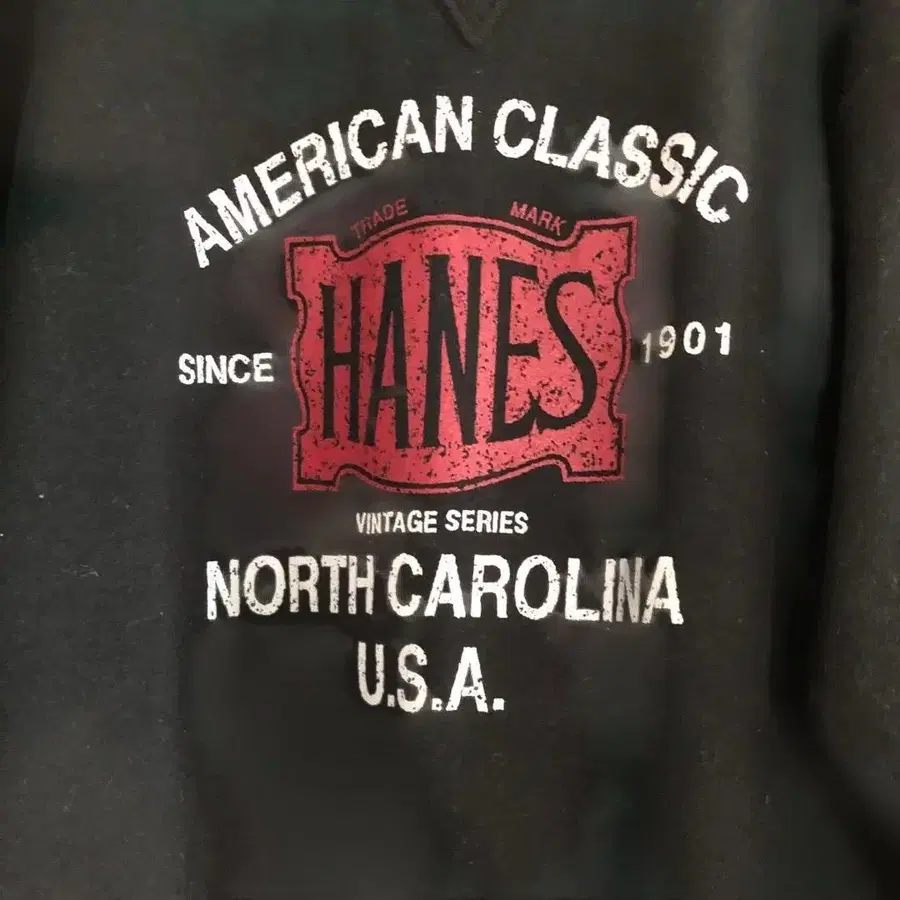 AMERICAN CLASSIC
TRADE MARK
HANES
SINCE 1901
VINTAGE SERIES
NORTH CAROLINA
U.S.A.